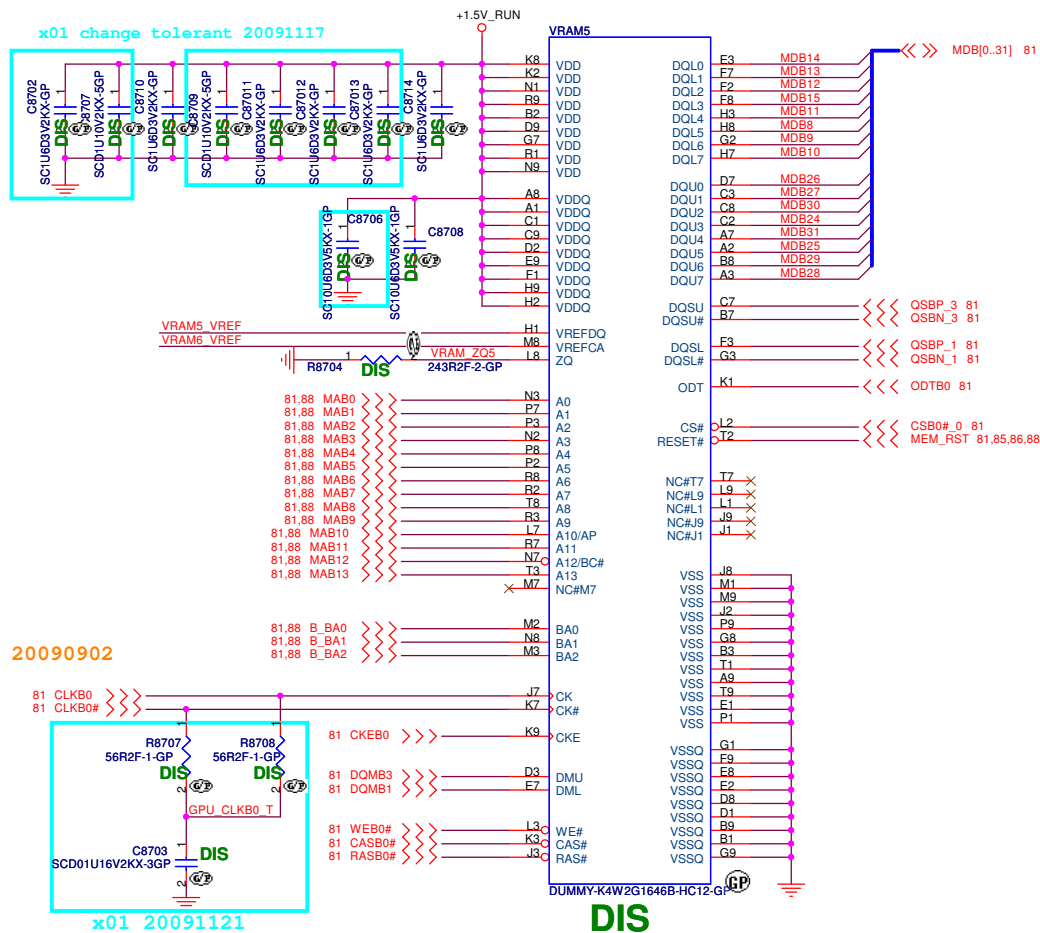 +1.5V_RUN
x01 change tolerant 20091117
VRAM5
C8702
SC1U6D3V2KX-GP
DIS
C8707
SCD1U10V2KX-5GP
DIS
C8710
SC1U6D3V2KX-GP
DIS
C8709
SCD1U10V2KX-5GP
DIS
C87011
SC1U6D3V2KX-GP
DIS
C87012
SC1U6D3V2KX-GP
DIS
C87013
SC1U6D3V2KX-GP
DIS
C8714
SC1U6D3V2KX-GP
DIS
K8 VDD
K2 VDD
N1 VDD
R9 VDD
B2 VDD
D9 VDD
G7 VDD
R1 VDD
N9 VDD
A8 VDDQ
A1 VDDQ
C1 VDDQ
C9 VDDQ
D2 VDDQ
E9 VDDQ
F1 VDDQ
H9 VDDQ
H2 VDDQ
C8706
SC10U6D3V5KX-1GP
DIS
C8708
SC10U6D3V5KX-1GP
DIS
VRAM5_VREF H1 VREFDQ
VRAM6_VREF M8 VREFCA
R8704 1 2 VRAM_ZQ5 L8 ZQ
DIS 243R2F-2-GP
81,88 MAB0 N3 A0
81,88 MAB1 P7 A1
81,88 MAB2 P3 A2
81,88 MAB3 N2 A3
81,88 MAB4 P8 A4
81,88 MAB5 P2 A5
81,88 MAB6 R8 A6
81,88 MAB7 R2 A7
81,88 MAB8 T8 A8
81,88 MAB9 R3 A9
81,88 MAB10 L7 A10/AP
81,88 MAB11 R7 A11
81,88 MAB12 N7 A12/BC#
81,88 MAB13 T3 A13
M7 NC#M7
81,88 B_BA0 M2 BA0
81,88 B_BA1 N8 BA1
81,88 B_BA2 M3 BA2
20090902
81 CLKB0 J7 CK
81 CLKB0# K7 CK#
81 CKEB0 K9 CKE
81 DQMB3 D3 DMU
81 DQMB1 E7 DML
81 WEB0# L3 WE#
81 CASB0# K3 CAS#
81 RASB0# J3 RAS#
R8707
56R2F-1-GP
DIS
R8708
56R2F-1-GP
DIS
GPU_CLKB0_T
C8703
DIS
SCD01U16V2KX-3GP
x01 20091121
DQL0 E3 MDB14
DQL1 F7 MDB13
DQL2 F2 MDB12
DQL3 F8 MDB15
DQL4 H3 MDB11
DQL5 H8 MDB8
DQL6 G2 MDB9
DQL7 H7 MDB10
MDB[0..31] 81
DQU0 D7 MDB26
DQU1 C3 MDB27
DQU2 C8 MDB30
DQU3 C2 MDB24
DQU4 A7 MDB31
DQU5 A2 MDB25
DQU6 B8 MDB29
DQU7 A3 MDB28
DQSU C7 QSBP_3 81
DQSU# B7 QSBN_3 81
DQSL F3 QSBP_1 81
DQSL# G3 QSBN_1 81
ODT K1 ODTB0 81
CS# L2 CSB0#_0 81
RESET# T2 MEM_RST 81,85,86,88
NC#T7 T7
NC#L9 L9
NC#L1 L1
NC#J9 J9
NC#J1 J1
VSS J8
VSS M1
VSS M9
VSS J2
VSS P9
VSS G8
VSS B3
VSS T1
VSS A9
VSS T9
VSS E1
VSS P1
VSSQ G1
VSSQ F9
VSSQ E8
VSSQ E2
VSSQ D8
VSSQ D1
VSSQ B9
VSSQ B1
VSSQ G9
DUMMY-K4W2G1646B-HC12-GP
GP
DIS